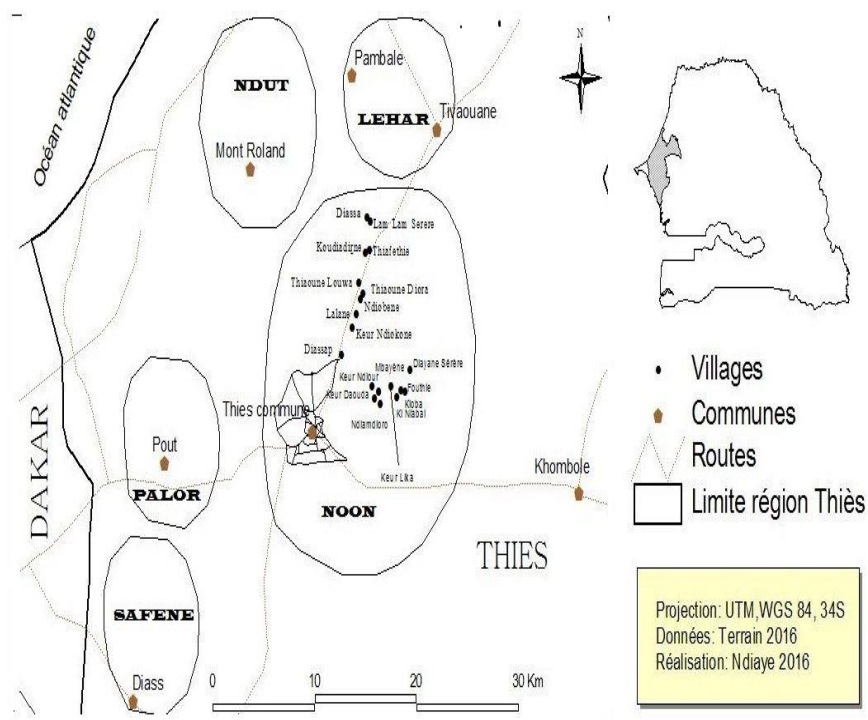 Océan atlantique
N
Pambale
NDUT
LEHAR
Tivaouane
Mont Roland
Diassa
Lam Lam Serere
Koudiadiene
Thiafethie
Thiaoune Louwa
Thiaoune Diora
Ndiobene
Lalane
Keur Ndiokone
Diassap
Mbayène
Diayane Sérère
Keur Ndiour
Fouthie
Keur Daouda
Kloba
Ki Niabal
Thies commune
Ndiamdioro
Pout
Keur Lika
Khombole
PALOR
NOON
DAKAR
THIES
SAFENE
Diass
0 10 20 30 Km
Villages
Communes
Routes
Limite région Thiès
Projection: UTM,WGS 84, 34S
Données: Terrain 2016
Réalisation: Ndiaye 2016